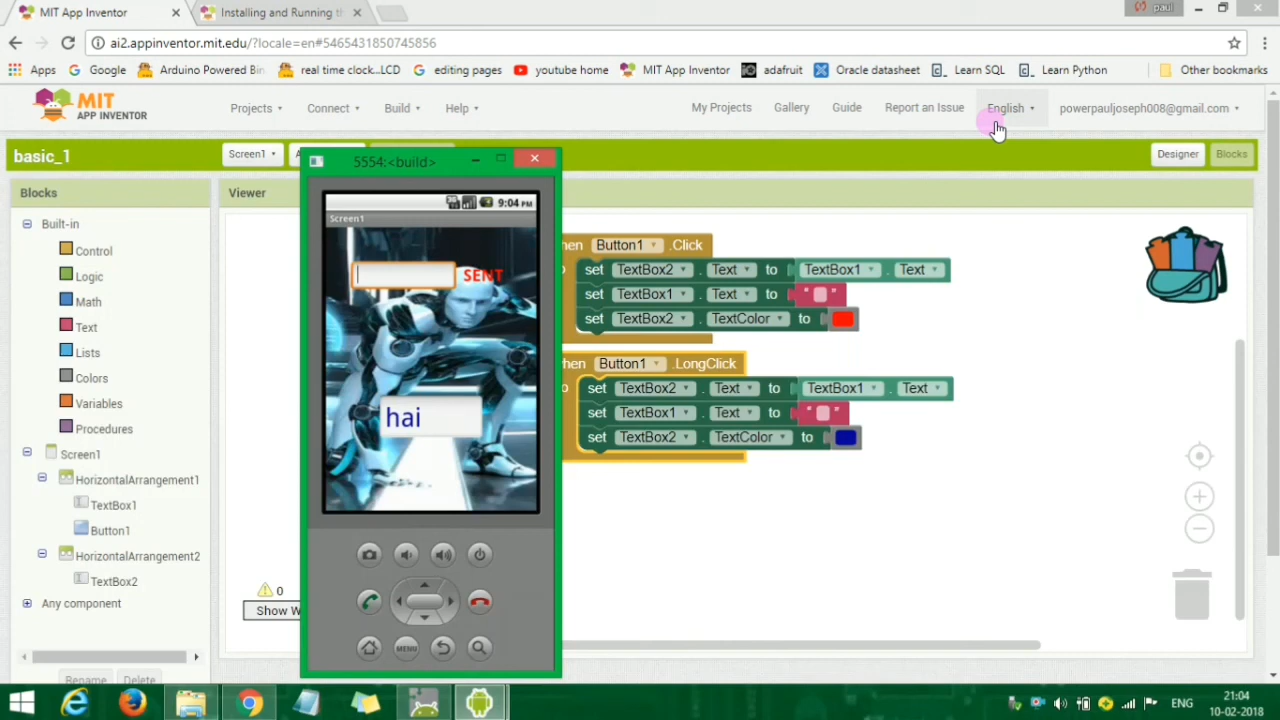 MIT App Inventor
Installing and Running th
paul
ai2.appinventor.mit.edu/?locale=en#5465431850745856
Apps Google Arduino Powered Bin real time clock...LCD editing pages youtube home MIT App Inventor adafruit Oracle datasheet Learn SQL Learn Python Other bookmarks
MIT APP INVENTOR
Projects Connect Build Help My Projects Gallery Guide Report an Issue English powerpauljoseph008@gmail.com
basic_1 Screen1 Designer Blocks
5554:<build>
Blocks
Viewer
Built-in
Control
Logic
Math
Text
Lists
Colors
Variables
Procedures
Screen1
HorizontalArrangement1
TextBox1
Button1
HorizontalArrangement2
TextBox2
Any component
Rename Delete
0
Show W
9:04 PM
Screen1
SENT
hai
MENU
Button1 .Click
set TextBox2 . Text to TextBox1 . Text
set TextBox1 . Text to " "
set TextBox2 . TextColor to
Button1 .LongClick
set TextBox2 . Text to TextBox1 . Text
set TextBox1 . Text to " "
set TextBox2 . TextColor to
ENG
21:04
10-02-2018